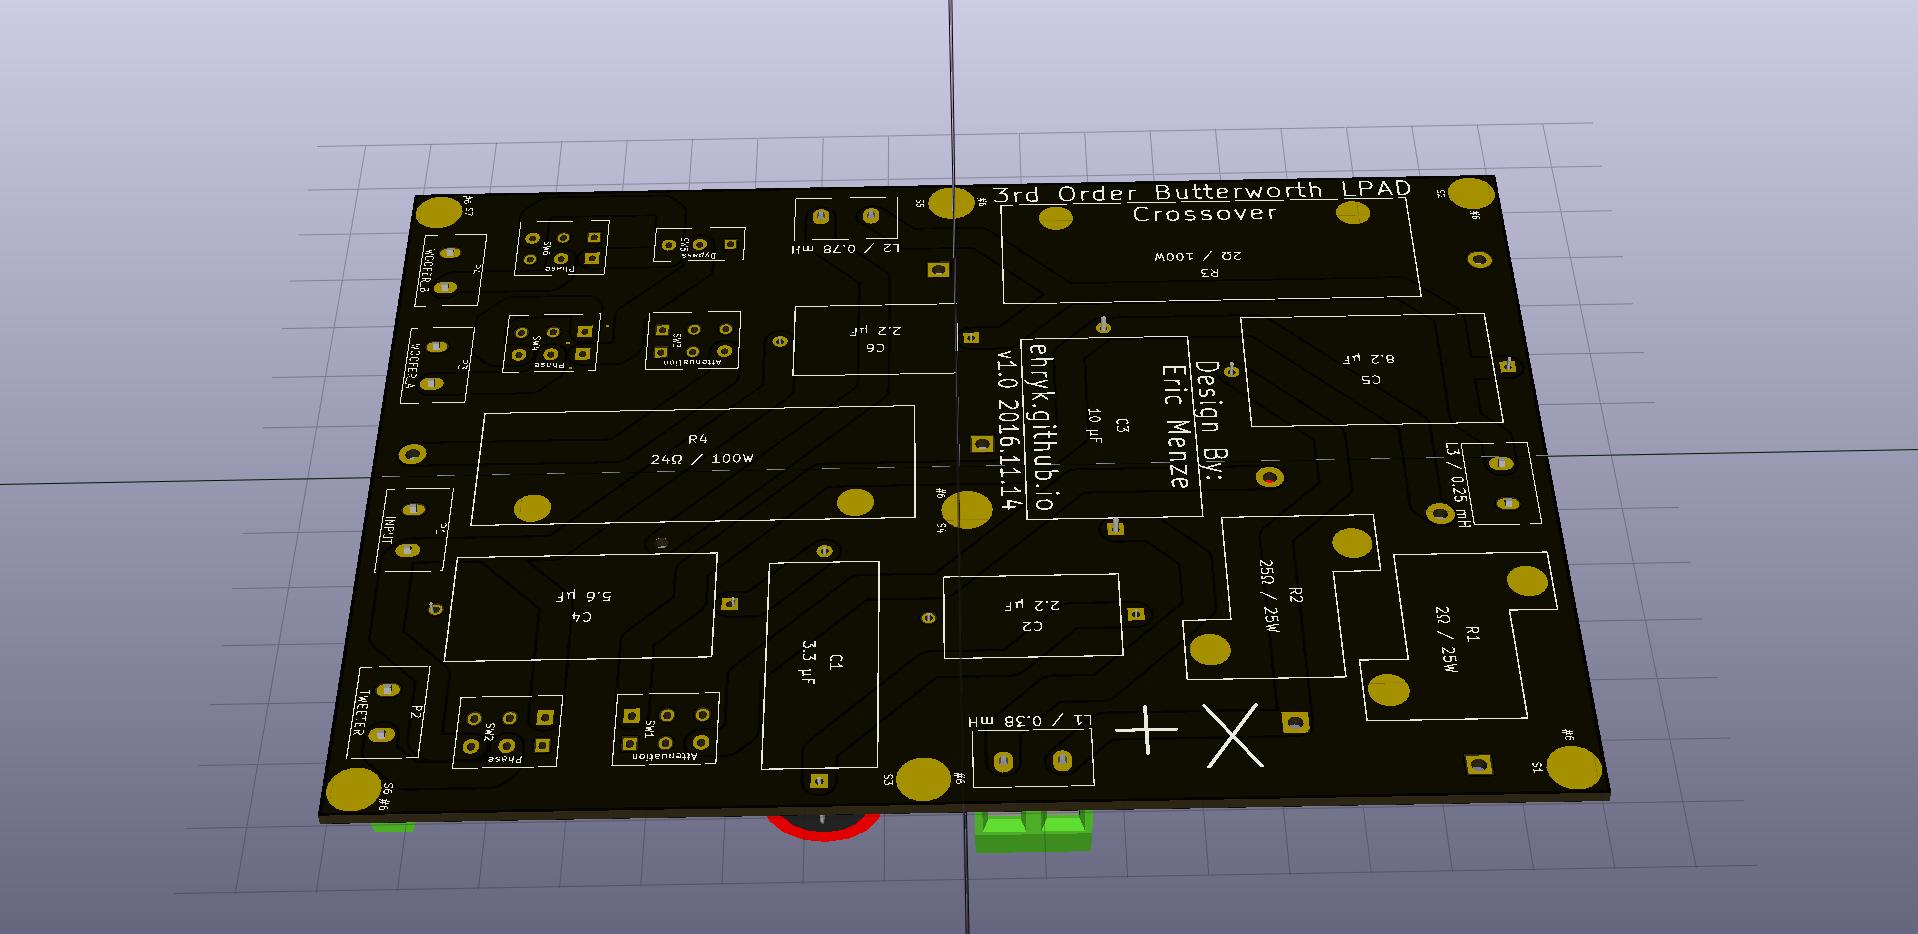 3rd Order Butterworth LPAD
Crossover
#6 S7
S5
#6
S2
#6
WOOFER_B
SW6
Phase
SW5
Bypass
L2 / 0.78 mH
R3
2Ω / 100W
WOOFER_A
SW4
Phase
SW3
Attenuation
C6
2.2 µF
C5
8.2 µF
Design By:
Eric Menze
C3
10 µF
ehryk.github.io
v1.0 2016.11.14
R4
24Ω / 100W
#6
S4
L3 / 0.25 mH
INPUT
P1
C4
5.6 µF
C1
3.3 µF
C2
2.2 µF
R2
25Ω / 25W
R1
2Ω / 25W
P2
TWEETER
SW2
Phase
SW1
Attenuation
L1 / 0.38 mH
+ X
S6
#6
S3
#6
#6
S1